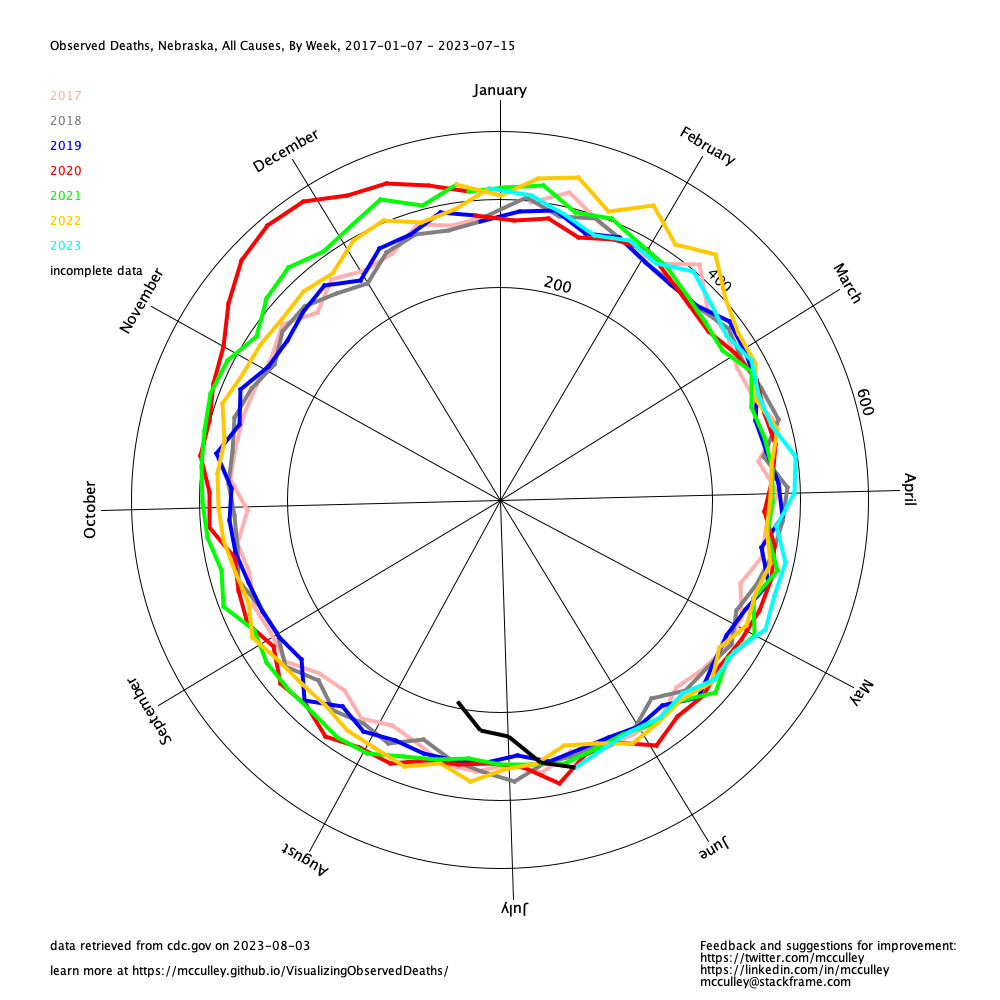 Observed Deaths, Nebraska, All Causes, By Week, 2017-01-07 - 2023-07-15
January
2017
2018
2019
2020
2021
2022
2023
incomplete data
December
February
November
March
200
400
600
October
April
September
May
August
June
July
data retrieved from cdc.gov on 2023-08-03
learn more at https://mcculley.github.io/VisualizingObservedDeaths/
Feedback and suggestions for improvement:
https://twitter.com/mcculley
https://linkedin.com/in/mcculley
mcculley@stackframe.com